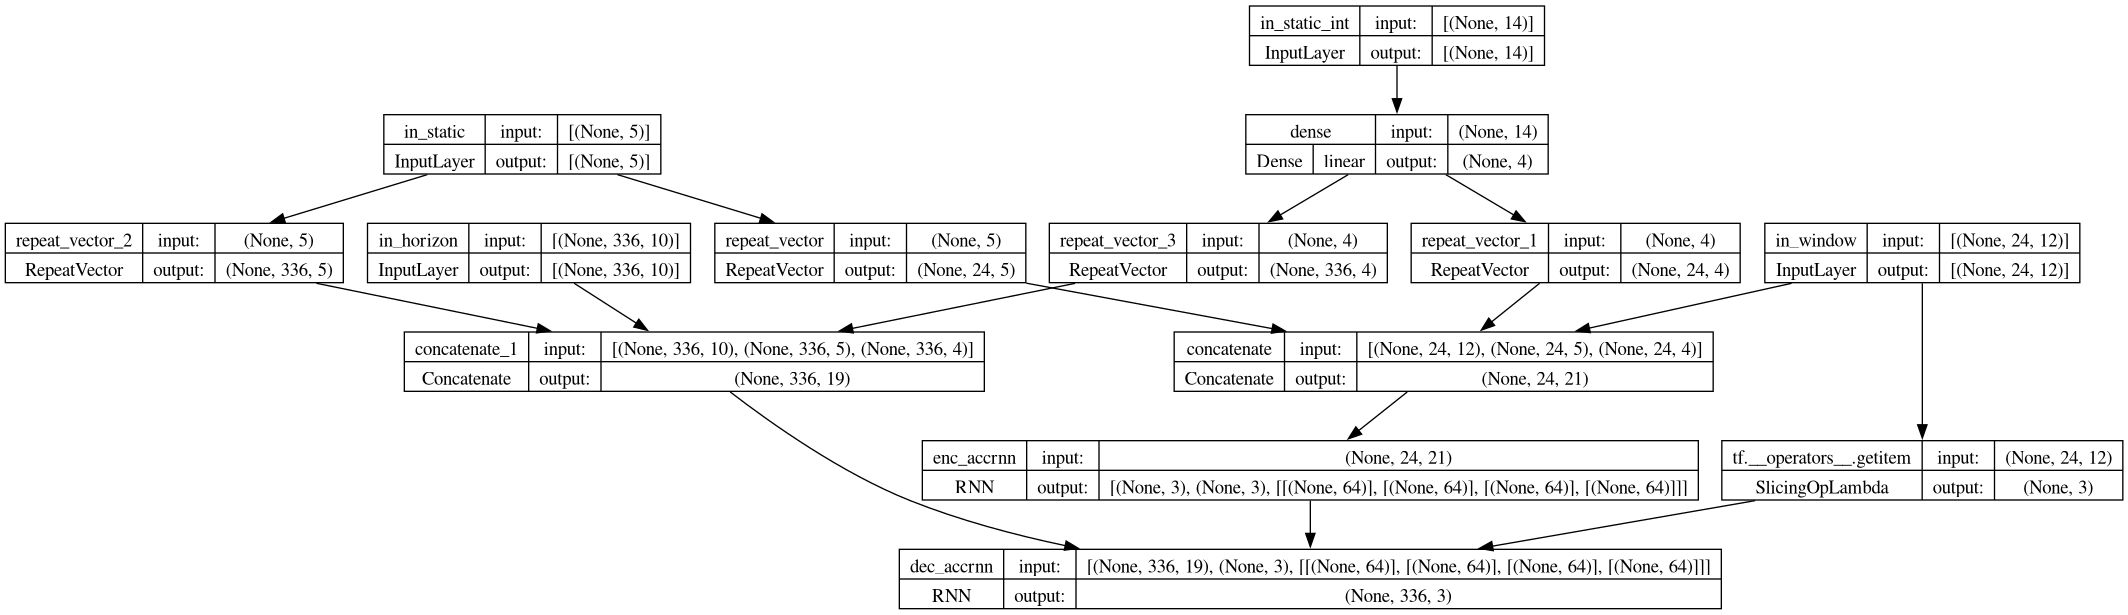 in_static_int input: [(None, 14)]
InputLayer output: [(None, 14)]
in_static input: [(None, 5)]
InputLayer output: [(None, 5)]
dense input: (None, 14)
Dense linear output: (None, 4)
repeat_vector_2 input: (None, 5)
RepeatVector output: (None, 336, 5)
in_horizon input: [(None, 336, 10)]
InputLayer output: [(None, 336, 10)]
repeat_vector input: (None, 5)
RepeatVector output: (None, 24, 5)
repeat_vector_3 input: (None, 4)
RepeatVector output: (None, 336, 4)
repeat_vector_1 input: (None, 4)
RepeatVector output: (None, 24, 4)
in_window input: [(None, 24, 12)]
InputLayer output: [(None, 24, 12)]
concatenate_1 input: [(None, 336, 10), (None, 336, 5), (None, 336, 4)]
Concatenate output: (None, 336, 19)
concatenate input: [(None, 24, 12), (None, 24, 5), (None, 24, 4)]
Concatenate output: (None, 24, 21)
enc_accrnn input: (None, 24, 21)
RNN output: [(None, 3), (None, 3), [[(None, 64)], [(None, 64)], [(None, 64)], [(None, 64)]]]
tf.__operators__.getitem input: (None, 24, 12)
SlicingOpLambda output: (None, 3)
dec_accrnn input: [(None, 336, 19), (None, 3), [[(None, 64)], [(None, 64)], [(None, 64)], [(None, 64)]]]
RNN output: (None, 336, 3)